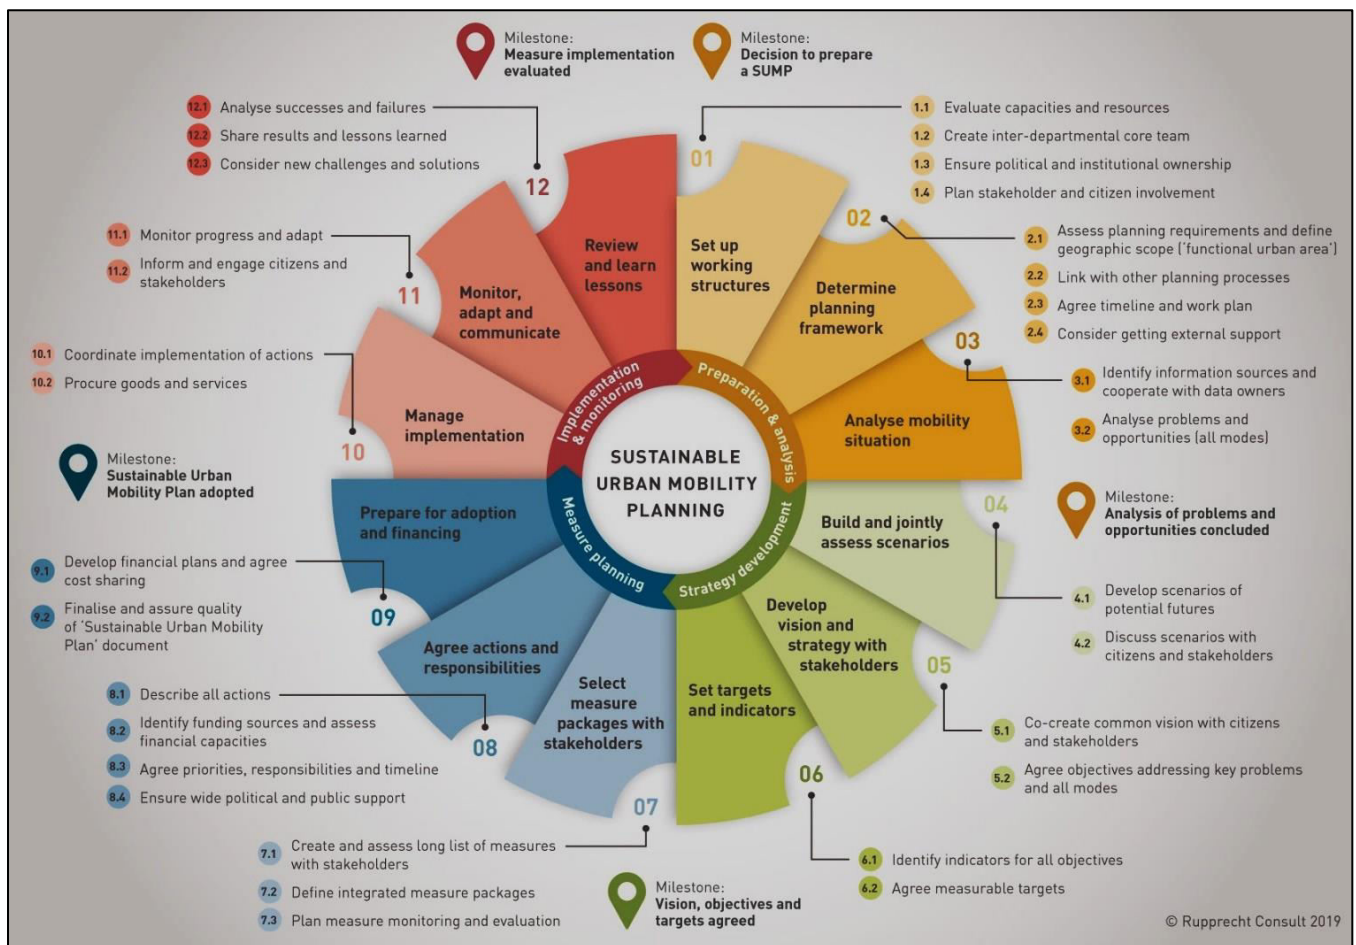 Milestone:
Measure implementation
evaluated
Milestone:
Decision to prepare
a SUMP
12.1 Analyse successes and failures
12.2 Share results and lessons learned
12.3 Consider new challenges and solutions
1.1 Evaluate capacities and resources
1.2 Create inter-departmental core team
1.3 Ensure political and institutional ownership
1.4 Plan stakeholder and citizen involvement
11.1 Monitor progress and adapt
11.2 Inform and engage citizens and
stakeholders
2.1 Assess planning requirements and define
geographic scope (‘functional urban area’)
2.2 Link with other planning processes
2.3 Agree timeline and work plan
2.4 Consider getting external support
10.1 Coordinate implementation of actions
10.2 Procure goods and services
3.1 Identify information sources and
cooperate with data owners
3.2 Analyse problems and
opportunities (all modes)
Milestone:
Sustainable Urban
Mobility Plan adopted
Milestone:
Analysis of problems and
opportunities concluded
01
Set up
working
structures
02
Determine
planning
framework
03
Analyse mobility
situation
04
Build and jointly
assess scenarios
05
Develop
vision and
strategy with
stakeholders
06
Set targets
and indicators
07
Select
measure
packages with
stakeholders
08
Agree actions and
responsibilities
09
Prepare for adoption
and financing
10
Manage
implementation
11
Monitor,
adapt and
communicate
12
Review
and learn
lessons
Preparation & analysis
Strategy development
Measure planning
Implementation
& monitoring
SUSTAINABLE
URBAN MOBILITY
PLANNING
9.1 Develop financial plans and agree
cost sharing
9.2 Finalise and assure quality
of ‘Sustainable Urban Mobility
Plan’ document
4.1 Develop scenarios of
potential futures
4.2 Discuss scenarios with
citizens and stakeholders
8.1 Describe all actions
8.2 Identify funding sources and assess
financial capacities
8.3 Agree priorities, responsibilities and timeline
8.4 Ensure wide political and public support
5.1 Co-create common vision with citizens
and stakeholders
5.2 Agree objectives addressing key problems
and all modes
7.1 Create and assess long list of measures
with stakeholders
7.2 Define integrated measure packages
7.3 Plan measure monitoring and evaluation
Milestone:
Vision, objectives and
targets agreed
6.1 Identify indicators for all objectives
6.2 Agree measurable targets
© Rupprecht Consult 2019